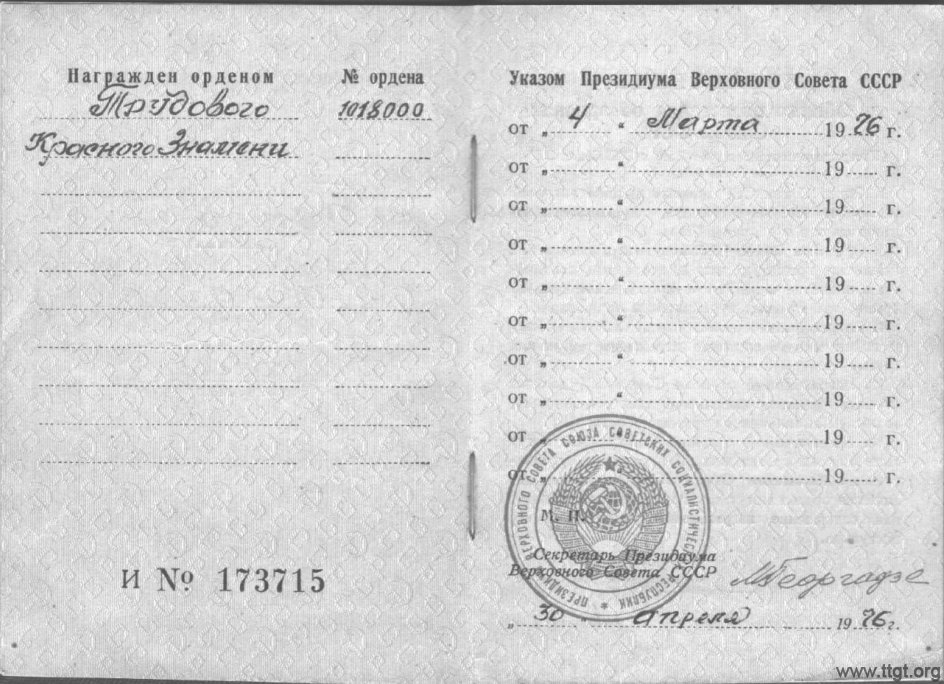 Награжден орденом № ордена
Трудового 1018000
Красного Знамени
И № 173715
Указом Президиума Верховного Совета СССР
от „ 4 “ Марта 1976 г.
от „ “ 19 г.
от „ “ 19 г.
от „ “ 19 г.
от „ “ 19 г.
от „ “ 19 г.
от „ “ 19 г.
от „ “ 19 г.
от „ “ 19 г.
от „ 19 г.
М. П.
Секретарь Президиума
Верховного Совета СССР МГеоргадзе
„ 30 “ апреля 1976 г.
ПРЕЗИДИУМ ВЕРХОВНОГО СОВЕТА СОЮЗА СОВЕТСКИХ СОЦИАЛИСТИЧЕСКИХ РЕСПУБЛИК
www.ttgt.org